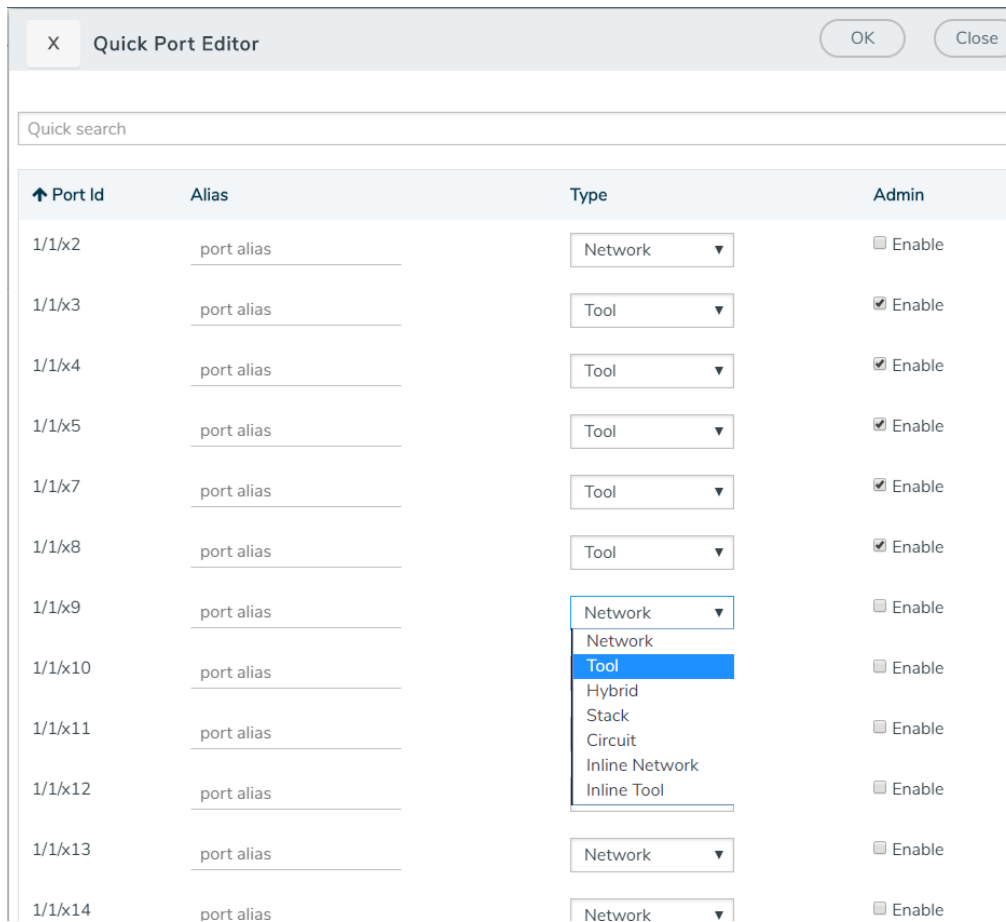 X Quick Port Editor OK Close
Quick search
Port Id Alias Type Admin
1/1/x2 port alias Network Enable
1/1/x3 port alias Tool Enable
1/1/x4 port alias Tool Enable
1/1/x5 port alias Tool Enable
1/1/x7 port alias Tool Enable
1/1/x8 port alias Tool Enable
1/1/x9 port alias Network Enable
Network
Tool
Hybrid
Stack
Circuit
Inline Network
Inline Tool
1/1/x10 port alias Enable
1/1/x11 port alias Enable
1/1/x12 port alias Enable
1/1/x13 port alias Network Enable
1/1/x14 port alias Network Enable